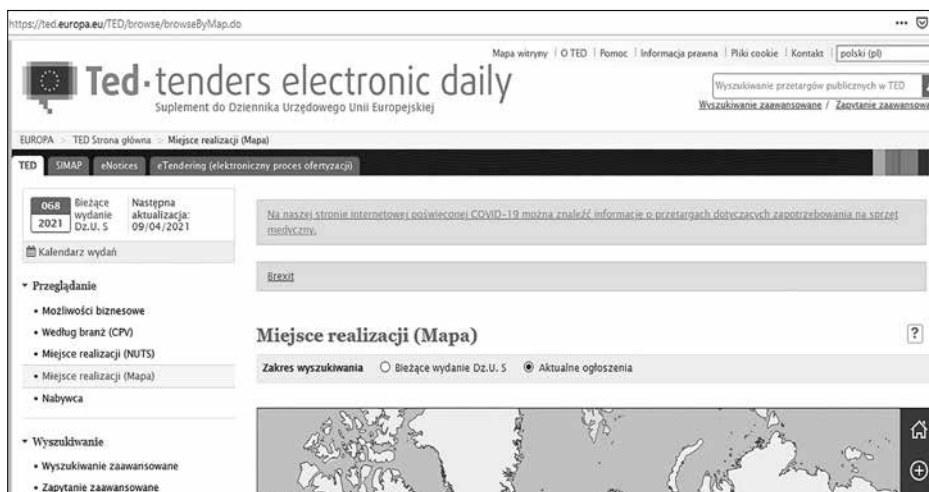 https://ted.europa.eu/TED/browse/browseByMap.do
Mapa witryny O TED Pomoc Informacja prawna Pliki cookie Kontakt polski (pl)
Ted·tenders electronic daily
Suplement do Dziennika Urzędowego Unii Europejskiej
Wyszukiwanie przetargów publicznych w TED
Wyszukiwanie zaawansowane / Zapytanie zaawansowa
EUROPA > TED Strona główna > Miejsce realizacji (Mapa)
TED SIMAP eNotices eTendering (elektroniczny proces ofertyzacji)
068
2021
Bieżące
wydanie
Dz.U. S
Następna
aktualizacja:
09/04/2021
Kalendarz wydań
Na naszej stronie internetowej poświęconej COVID-19 można znaleźć informacje o przetargach dotyczących zapotrzebowania na sprzęt
medyczny.
Brexit
Przeglądanie
• Możliwości biznesowe
• Według branż (CPV)
• Miejsce realizacji (NUTS)
• Miejsce realizacji (Mapa)
• Nabywca
Miejsce realizacji (Mapa)
?
Zakres wyszukiwania Bieżące wydanie Dz.U. S Aktualne ogłoszenia
Wyszukiwanie
• Wyszukiwanie zaawansowane
• Zapytanie zaawansowane